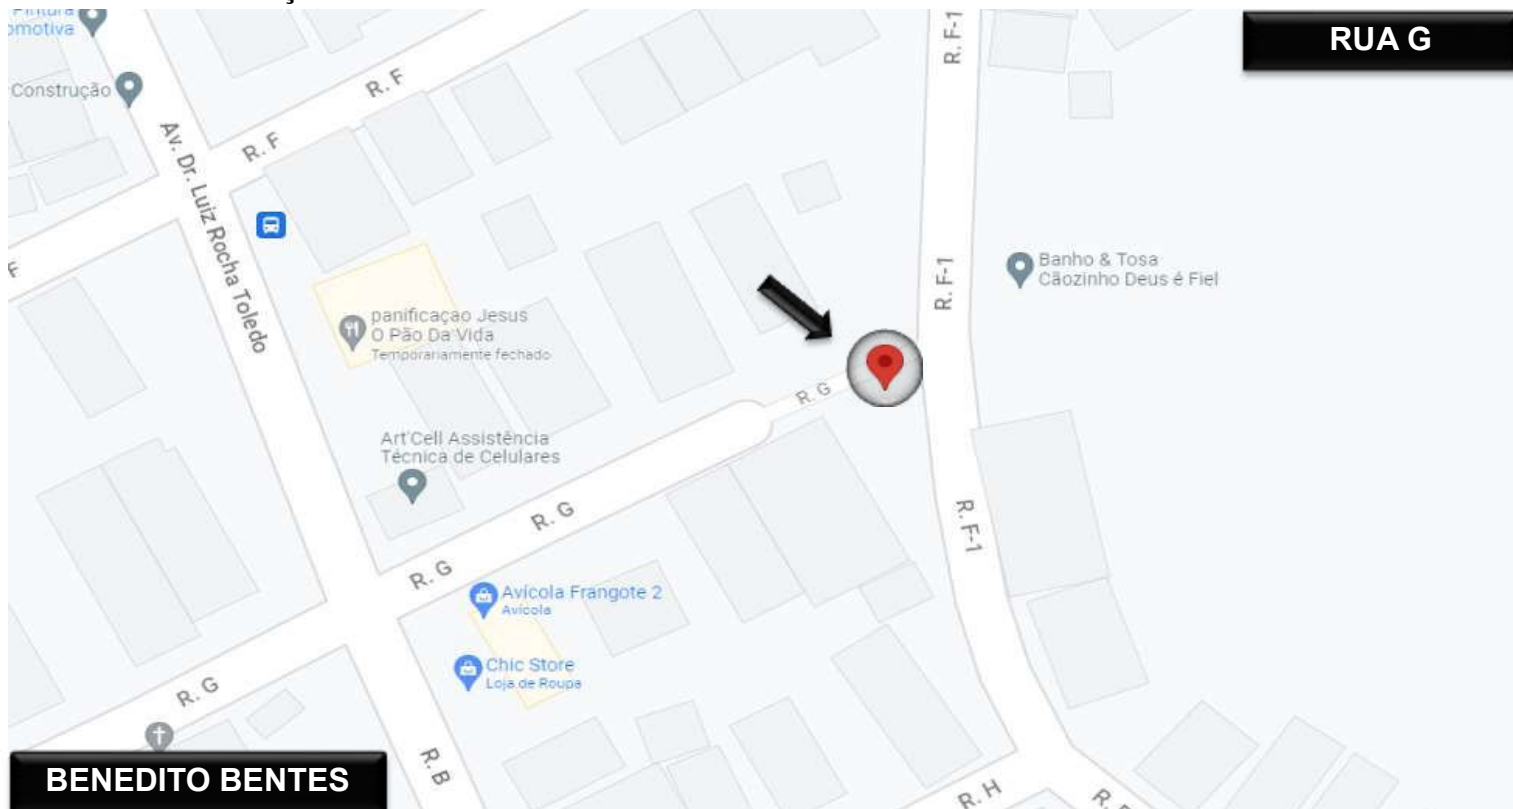 Pintura
omotiva
Construção
R. F
R. F
R. F-1
RUA G
Av. Dr. Luiz Rocha Toledo
Banho & Tosa
Cãozinho Deus é Fiel
R. F-1
panificaçao Jesus
O Pão Da Vida
Temporariamente fechado
R. G
Art'Cell Assistência
Técnica de Celulares
R. G
R. F-1
R. G
Avícola Frangote 2
Avícola
Chic Store
Loja de Roupa
R. G
R. B
BENEDITO BENTES
R. H